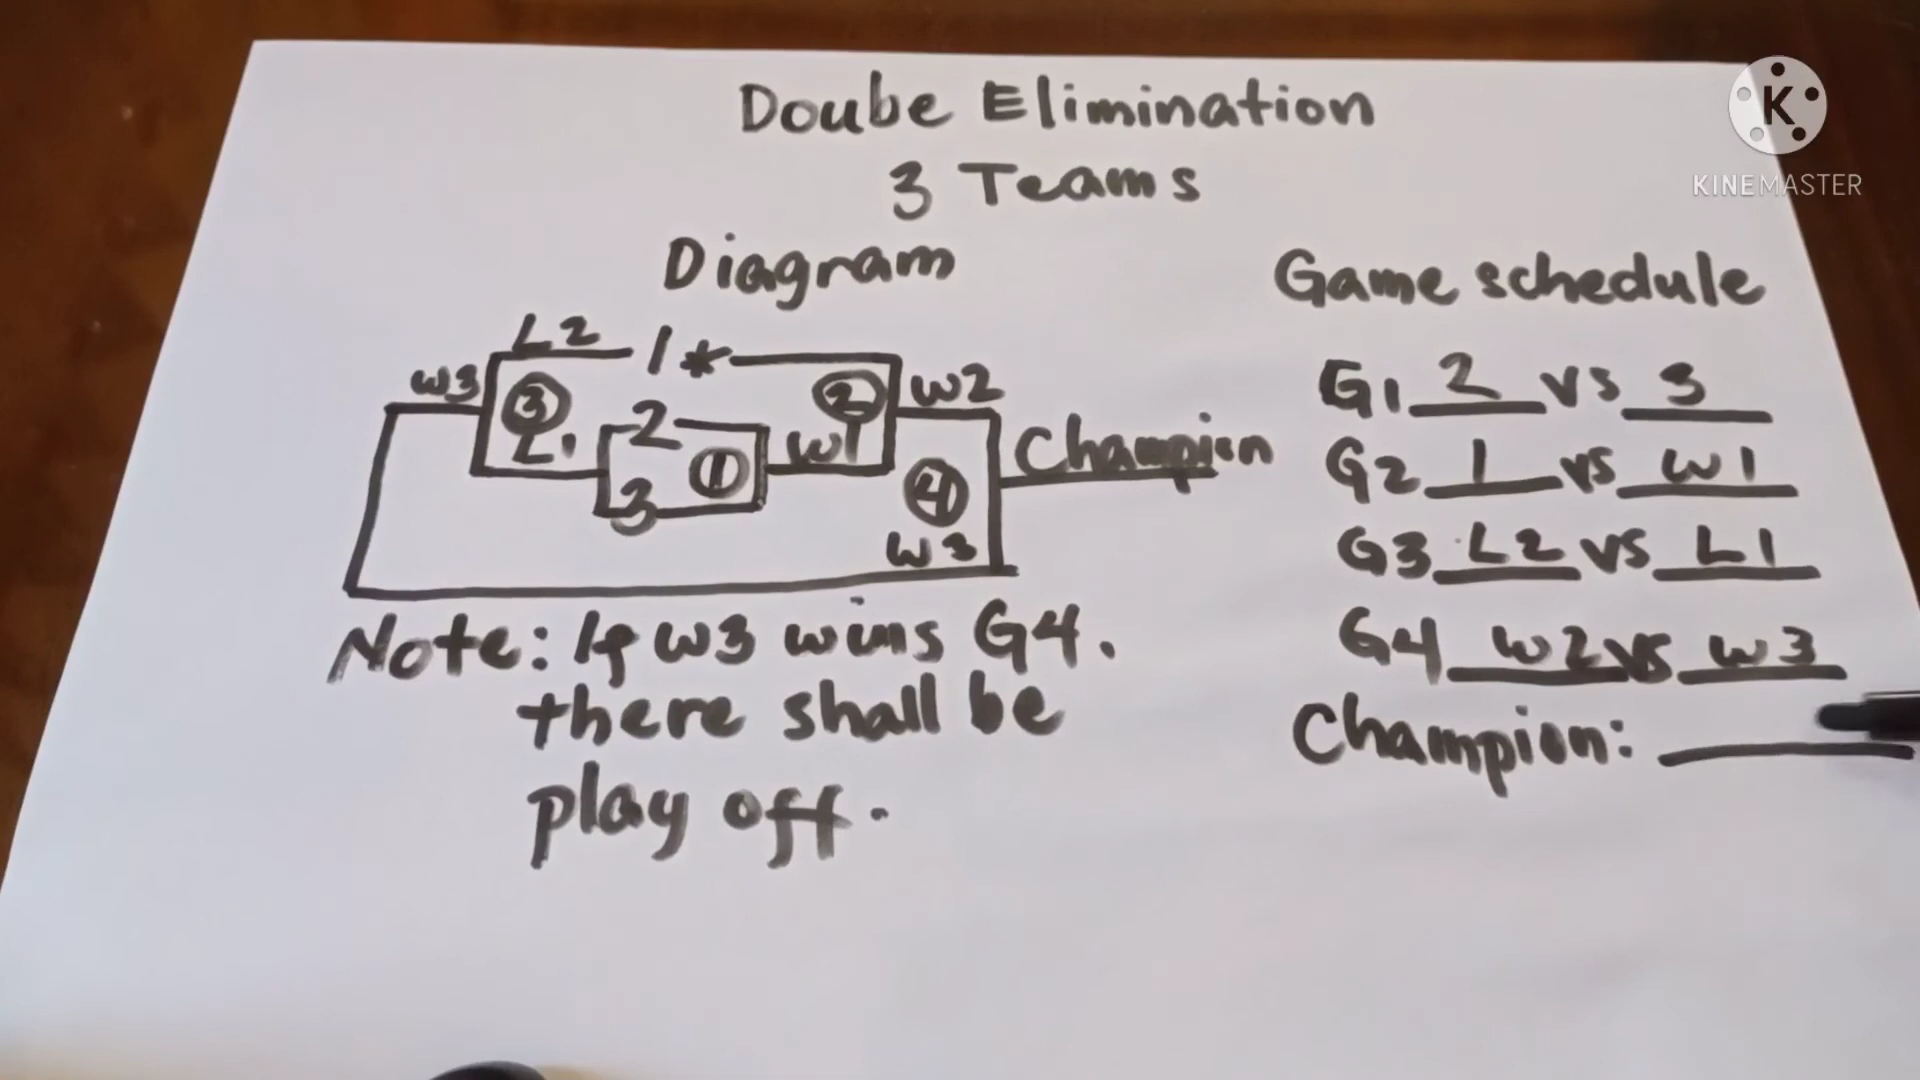 Doube Elimination
3 Teams
Diagram
L2 1*
W3 3 2 W2
L1 2 1 W1
3
4
W3
Champion
Note: If W3 wins G4.
there shall be
play off.
Game schedule
G1 2 vs 3
G2 1 vs W1
G3 L2 vs L1
G4 W2 vs W3
Champion:
K
KINEMASTER